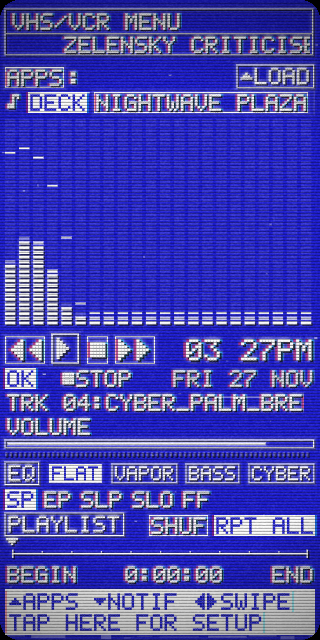 VHS/VCR MENU
ZELENSKY CRITICISE
APPS: ▲LOAD
♪ DECK NIGHTWAVE PLAZA
03 27PM
OK ■STOP FRI 27 NOV
TRK 04:CYBER_PALM_BRE
VOLUME
EQ FLAT VAPOR BASS CYBER
SP EP SLP SLO FF
PLAYLIST SHUF RPT ALL
BEGIN 0:00:00 END
▲APPS ▼NOTIF ◀▶SWIPE
TAP HERE FOR SETUP